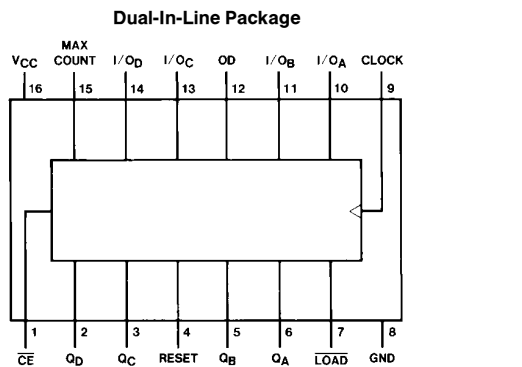 Dual-In-Line Package
VCC MAX COUNT I/OD I/OC OD I/OB I/OA CLOCK
16 15 14 13 12 11 10 9
1 2 3 4 5 6 7 8
CE QD QC RESET QB QA LOAD GND